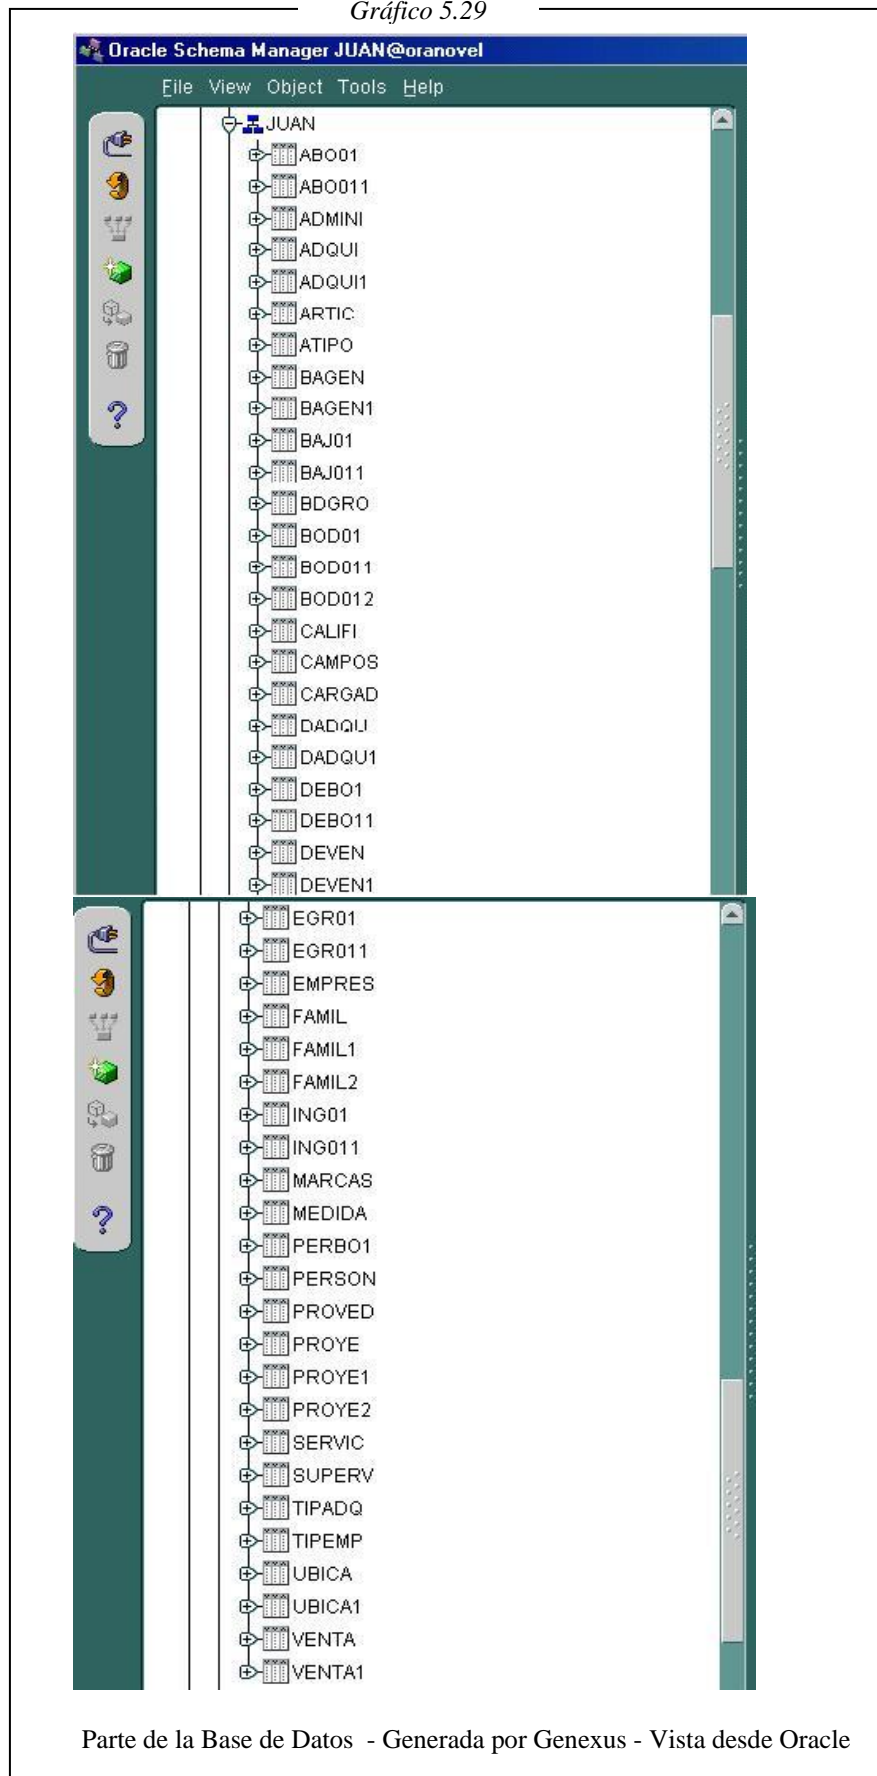 Gráfico 5.29
Oracle Schema Manager JUAN@oranovel
File View Object Tools Help
JUAN
ABO01
ABO011
ADMINI
ADQUI
ADQUI1
ARTIC
ATIPO
BAGEN
BAGEN1
BAJ01
BAJ011
BDGRO
BOD01
BOD011
BOD012
CALIFI
CAMPOS
CARGAD
DADQU
DADQU1
DEBO1
DEBO11
DEVEN
DEVEN1
EGR01
EGR011
EMPRES
FAMIL
FAMIL1
FAMIL2
ING01
ING011
MARCAS
MEDIDA
PERBO1
PERSON
PROVED
PROYE
PROYE1
PROYE2
SERVIC
SUPERV
TIPADQ
TIPEMP
UBICA
UBICA1
VENTA
VENTA1
Parte de la Base de Datos - Generada por Genexus - Vista desde Oracle